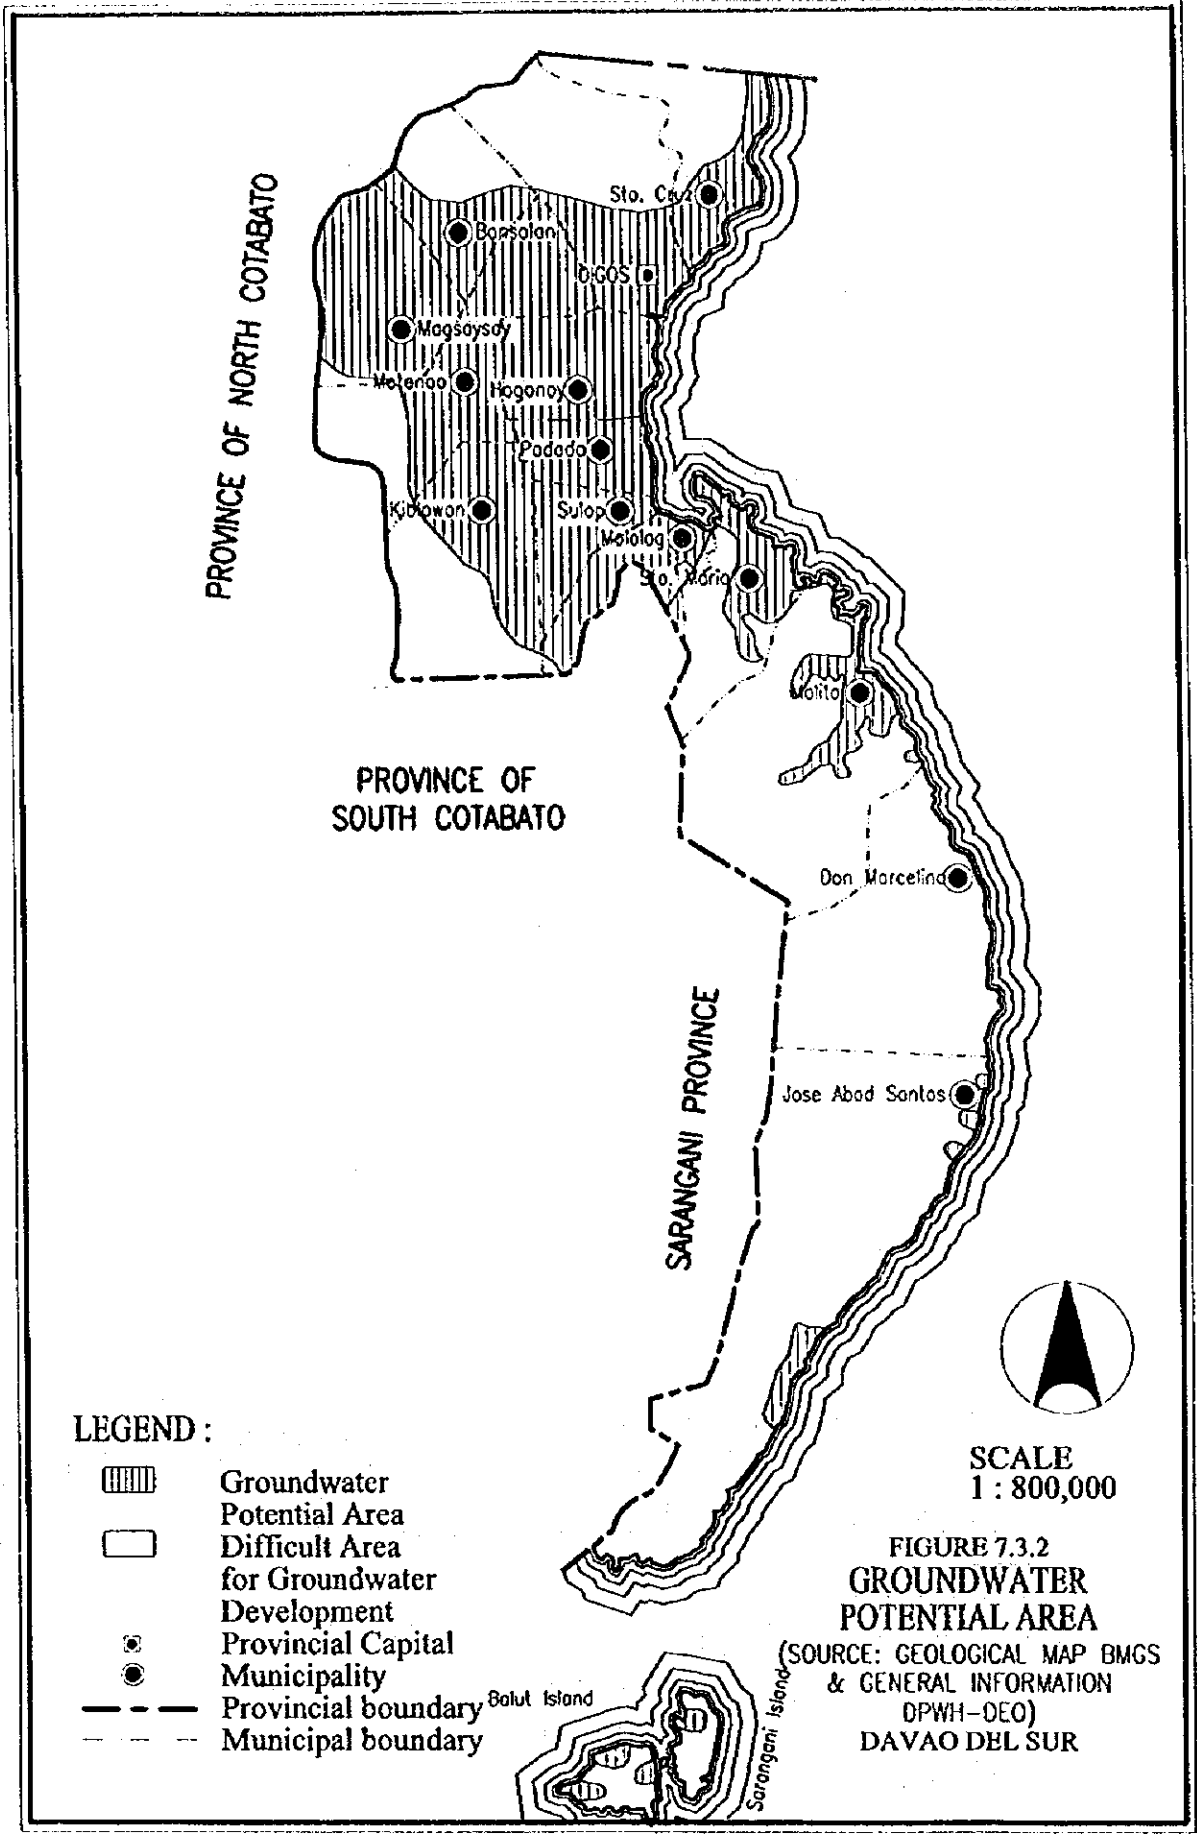 Sto. Cruz
Bansalan
DIGOS
Magsaysay
Matanao
Hagonoy
Padada
Kiblawan
Sulop
Malalag
Sta. Maria
Malita
Don Marcelino
Jose Abad Santos
PROVINCE OF NORTH COTABATO
PROVINCE OF
SOUTH COTABATO
SARANGANI PROVINCE
LEGEND :
Groundwater
Potential Area
Difficult Area
for Groundwater
Development
Provincial Capital
Municipality
Provincial boundary
Municipal boundary
Balut Island
Sarangani Island
SCALE
1 : 800,000
FIGURE 7.3.2
GROUNDWATER
POTENTIAL AREA
(SOURCE: GEOLOGICAL MAP BMGS
& GENERAL INFORMATION
DPWH-DEO)
DAVAO DEL SUR